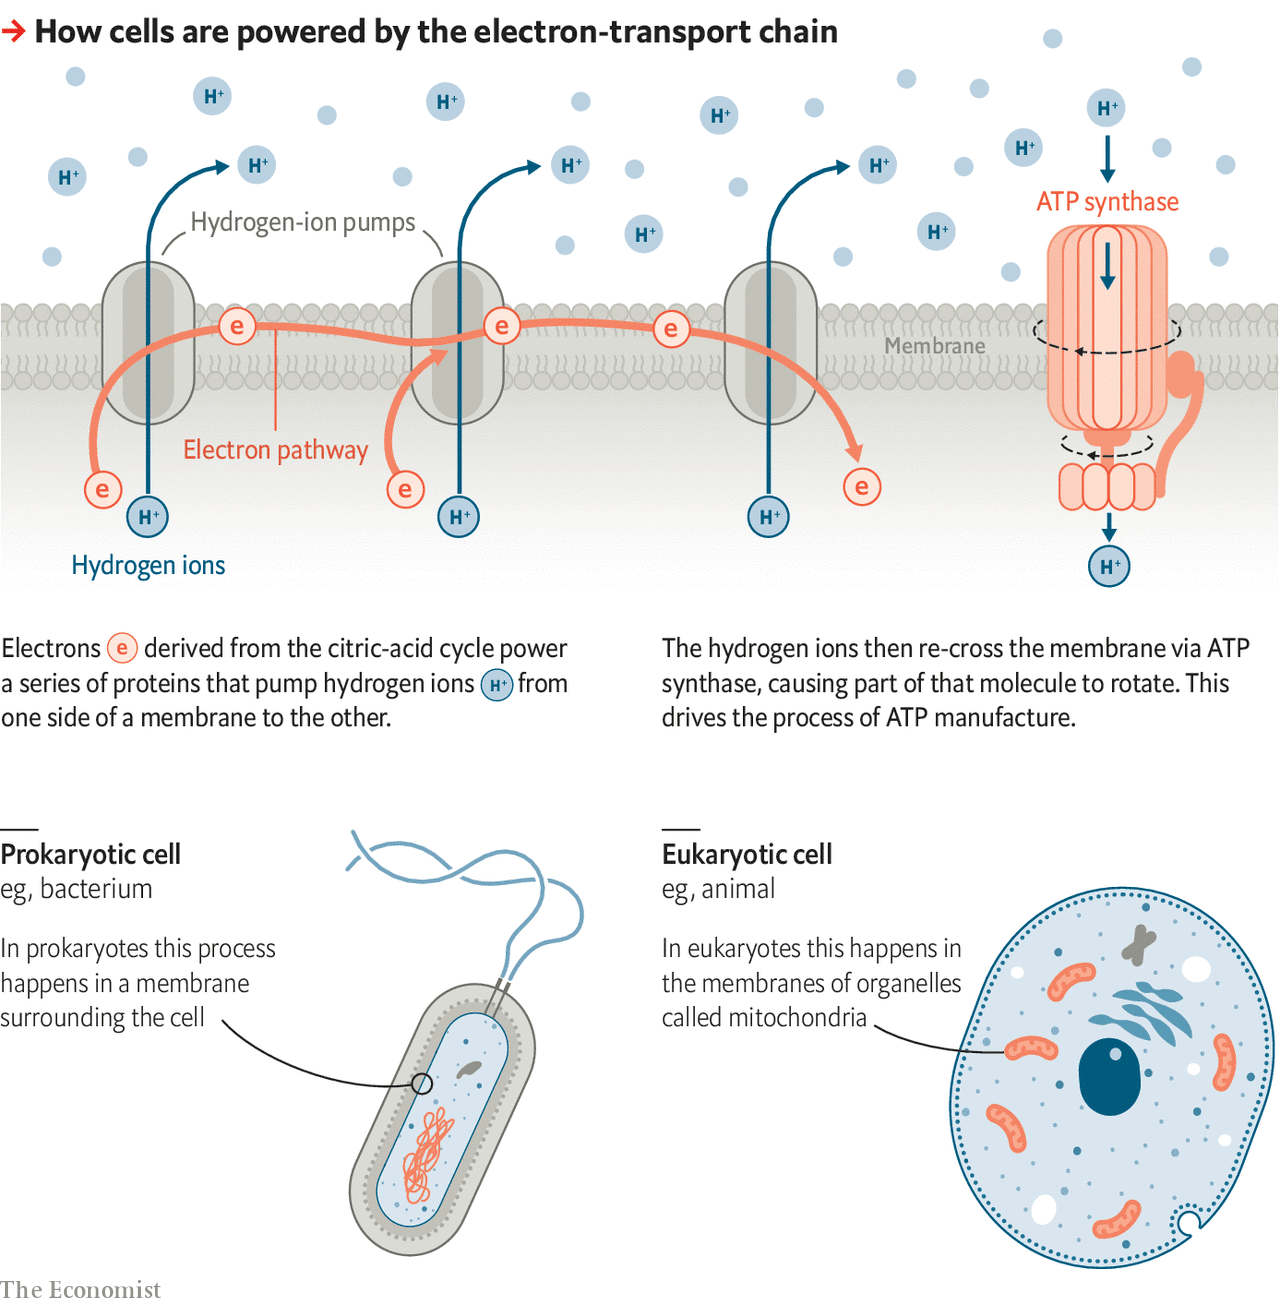 → How cells are powered by the electron-transport chain
H⁺
H⁺
H⁺
H⁺
H⁺
H⁺
H⁺
H⁺
H⁺
H⁺
H⁺
Hydrogen-ion pumps
ATP synthase
e
e
e
Membrane
Electron pathway
e
e
e
H⁺
H⁺
H⁺
H⁺
Hydrogen ions
Electrons e derived from the citric-acid cycle power
a series of proteins that pump hydrogen ions H⁺ from
one side of a membrane to the other.
The hydrogen ions then re-cross the membrane via ATP
synthase, causing part of that molecule to rotate. This
drives the process of ATP manufacture.
Prokaryotic cell
eg, bacterium
In prokaryotes this process
happens in a membrane
surrounding the cell
Eukaryotic cell
eg, animal
In eukaryotes this happens in
the membranes of organelles
called mitochondria
The Economist